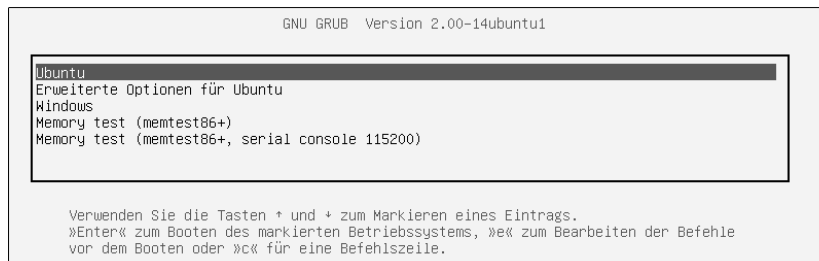 GNU GRUB  Version 2.00-14ubuntu1
Ubuntu
Erweiterte Optionen für Ubuntu
Windows
Memory test (memtest86+)
Memory test (memtest86+, serial console 115200)
Verwenden Sie die Tasten ↑ und ↓ zum Markieren eines Eintrags.
»Enter« zum Booten des markierten Betriebssystems, »e« zum Bearbeiten der Befehle
vor dem Booten oder »c« für eine Befehlszeile.